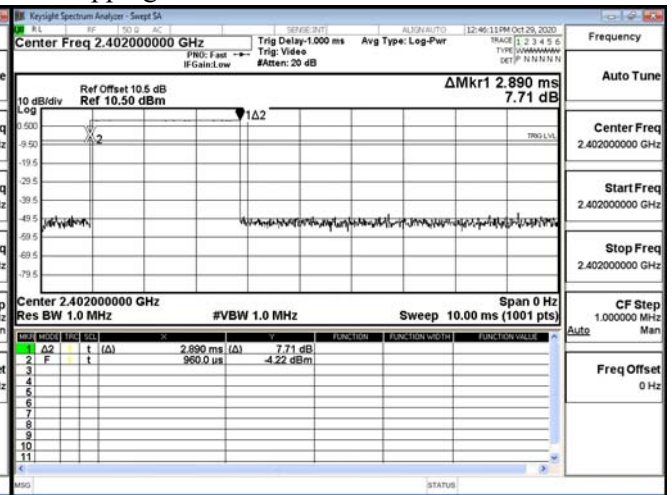 Keysight Spectrum Analyzer - Swept SA
RL RF 50 Ω AC SENSE:INT ALIGN AUTO 12:46:11 PM Oct 29, 2020
Center Freq 2.402000000 GHz
PNO: Fast
IFGain:Low
Trig Delay-1.000 ms
Trig: Video
#Atten: 20 dB
Avg Type: Log-Pwr
TRACE 1 2 3 4 5 6
TYPE
DET P N N N N N
Ref Offset 10.5 dB
Ref 10.50 dBm
10 dB/div
Log
ΔMkr1 2.890 ms
7.71 dB
1Δ2
2
TRIG LVL
0.500
-9.50
-19.5
-29.5
-39.5
-49.5
-59.5
-69.5
-79.5
Center 2.402000000 GHz
Span 0 Hz
Res BW 1.0 MHz
#VBW 1.0 MHz
Sweep 10.00 ms (1001 pts)
MKR MODE TRC SCL X Y FUNCTION FUNCTION WIDTH FUNCTION VALUE
1 Δ2 1 t (Δ) 2.890 ms (Δ) 7.71 dB
2 F 1 t 960.0 µs -4.22 dBm
3
4
5
6
7
8
9
10
11
MSG
STATUS
Frequency
Auto Tune
Center Freq
2.402000000 GHz
Start Freq
2.402000000 GHz
Stop Freq
2.402000000 GHz
CF Step
1.000000 MHz
Auto Man
Freq Offset
0 Hz